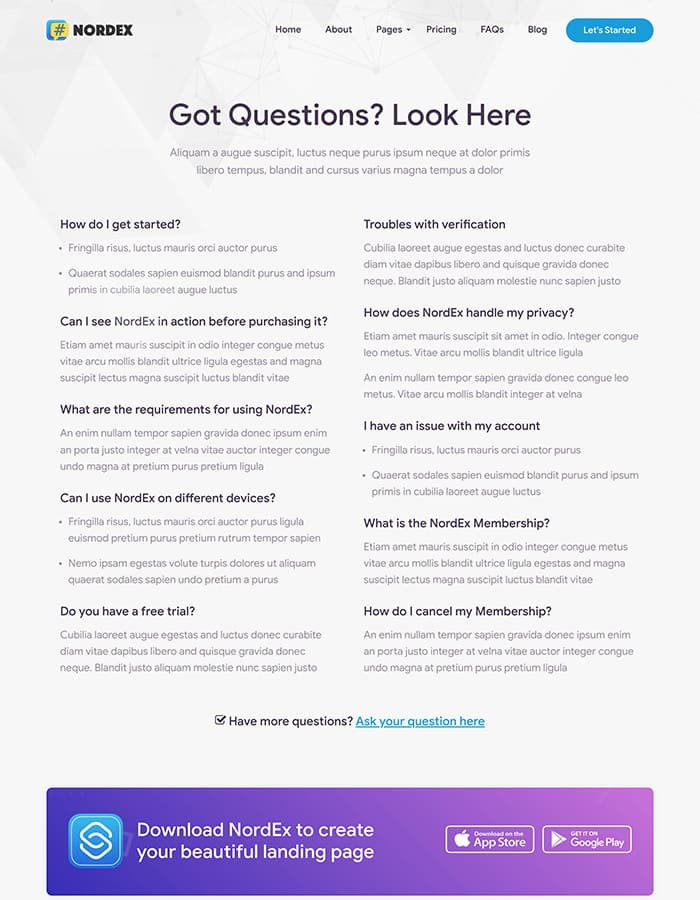 # NORDEX
Home About Pages Pricing FAQs Blog Let's Started
Got Questions? Look Here
Aliquam a augue suscipit, luctus neque purus ipsum neque at dolor primis
libero tempus, blandit and cursus varius magna tempus a dolor
How do I get started?
• Fringilla risus, luctus mauris orci auctor purus
• Quaerat sodales sapien euismod blandit purus and ipsum
primis in cubilia laoreet augue luctus
Can I see NordEx in action before purchasing it?
Etiam amet mauris suscipit in odio integer congue metus
vitae arcu mollis blandit ultrice ligula egestas and magna
suscipit lectus magna suscipit luctus blandit vitae
What are the requirements for using NordEx?
An enim nullam tempor sapien gravida donec ipsum enim
an porta justo integer at velna vitae auctor integer congue
undo magna at pretium purus pretium ligula
Can I use NordEx on different devices?
• Fringilla risus, luctus mauris orci auctor purus ligula
euismod pretium purus pretium rutrum tempor sapien
• Nemo ipsam egestas volute turpis dolores ut aliquam
quaerat sodales sapien undo pretium a purus
Do you have a free trial?
Cubilia laoreet augue egestas and luctus donec curabite
diam vitae dapibus libero and quisque gravida donec
neque. Blandit justo aliquam molestie nunc sapien justo
Troubles with verification
Cubilia laoreet augue egestas and luctus donec curabite
diam vitae dapibus libero and quisque gravida donec
neque. Blandit justo aliquam molestie nunc sapien justo
How does NordEx handle my privacy?
Etiam amet mauris suscipit sit amet in odio. Integer congue
leo metus. Vitae arcu mollis blandit ultrice ligula
An enim nullam tempor sapien gravida donec congue leo
metus. Vitae arcu mollis blandit integer at velna
I have an issue with my account
• Fringilla risus, luctus mauris orci auctor purus
• Quaerat sodales sapien euismod blandit purus and ipsum
primis in cubilia laoreet augue luctus
What is the NordEx Membership?
Etiam amet mauris suscipit in odio integer congue metus
vitae arcu mollis blandit ultrice ligula egestas and magna
suscipit lectus magna suscipit luctus blandit vitae
How do I cancel my Membership?
An enim nullam tempor sapien gravida donec ipsum enim
an porta justo integer at velna vitae auctor integer congue
undo magna at pretium purus pretium ligula
Have more questions? Ask your question here
Download NordEx to create
your beautiful landing page
Download on the
App Store
GET IT ON
Google Play